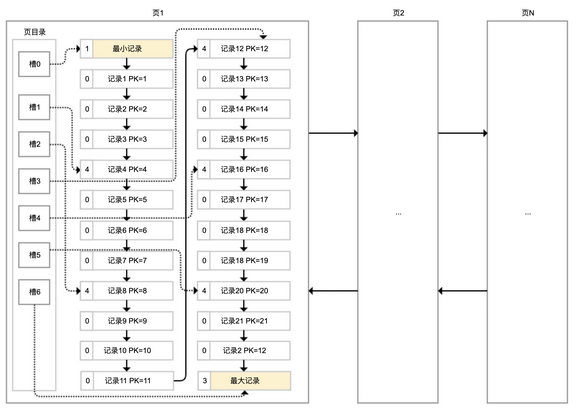 页1
页2
页N
页目录
槽0
槽1
槽2
槽3
槽4
槽5
槽6
1 最小记录
0 记录1 PK=1
0 记录2 PK=2
0 记录3 PK=3
4 记录4 PK=4
0 记录5 PK=5
0 记录6 PK=6
0 记录7 PK=7
4 记录8 PK=8
0 记录9 PK=9
0 记录10 PK=10
0 记录11 PK=11
4 记录12 PK=12
0 记录13 PK=13
0 记录14 PK=14
0 记录15 PK=15
4 记录16 PK=16
0 记录17 PK=17
0 记录18 PK=18
0 记录18 PK=19
4 记录20 PK=20
0 记录21 PK=21
0 记录2 PK=12
3 最大记录
...
...